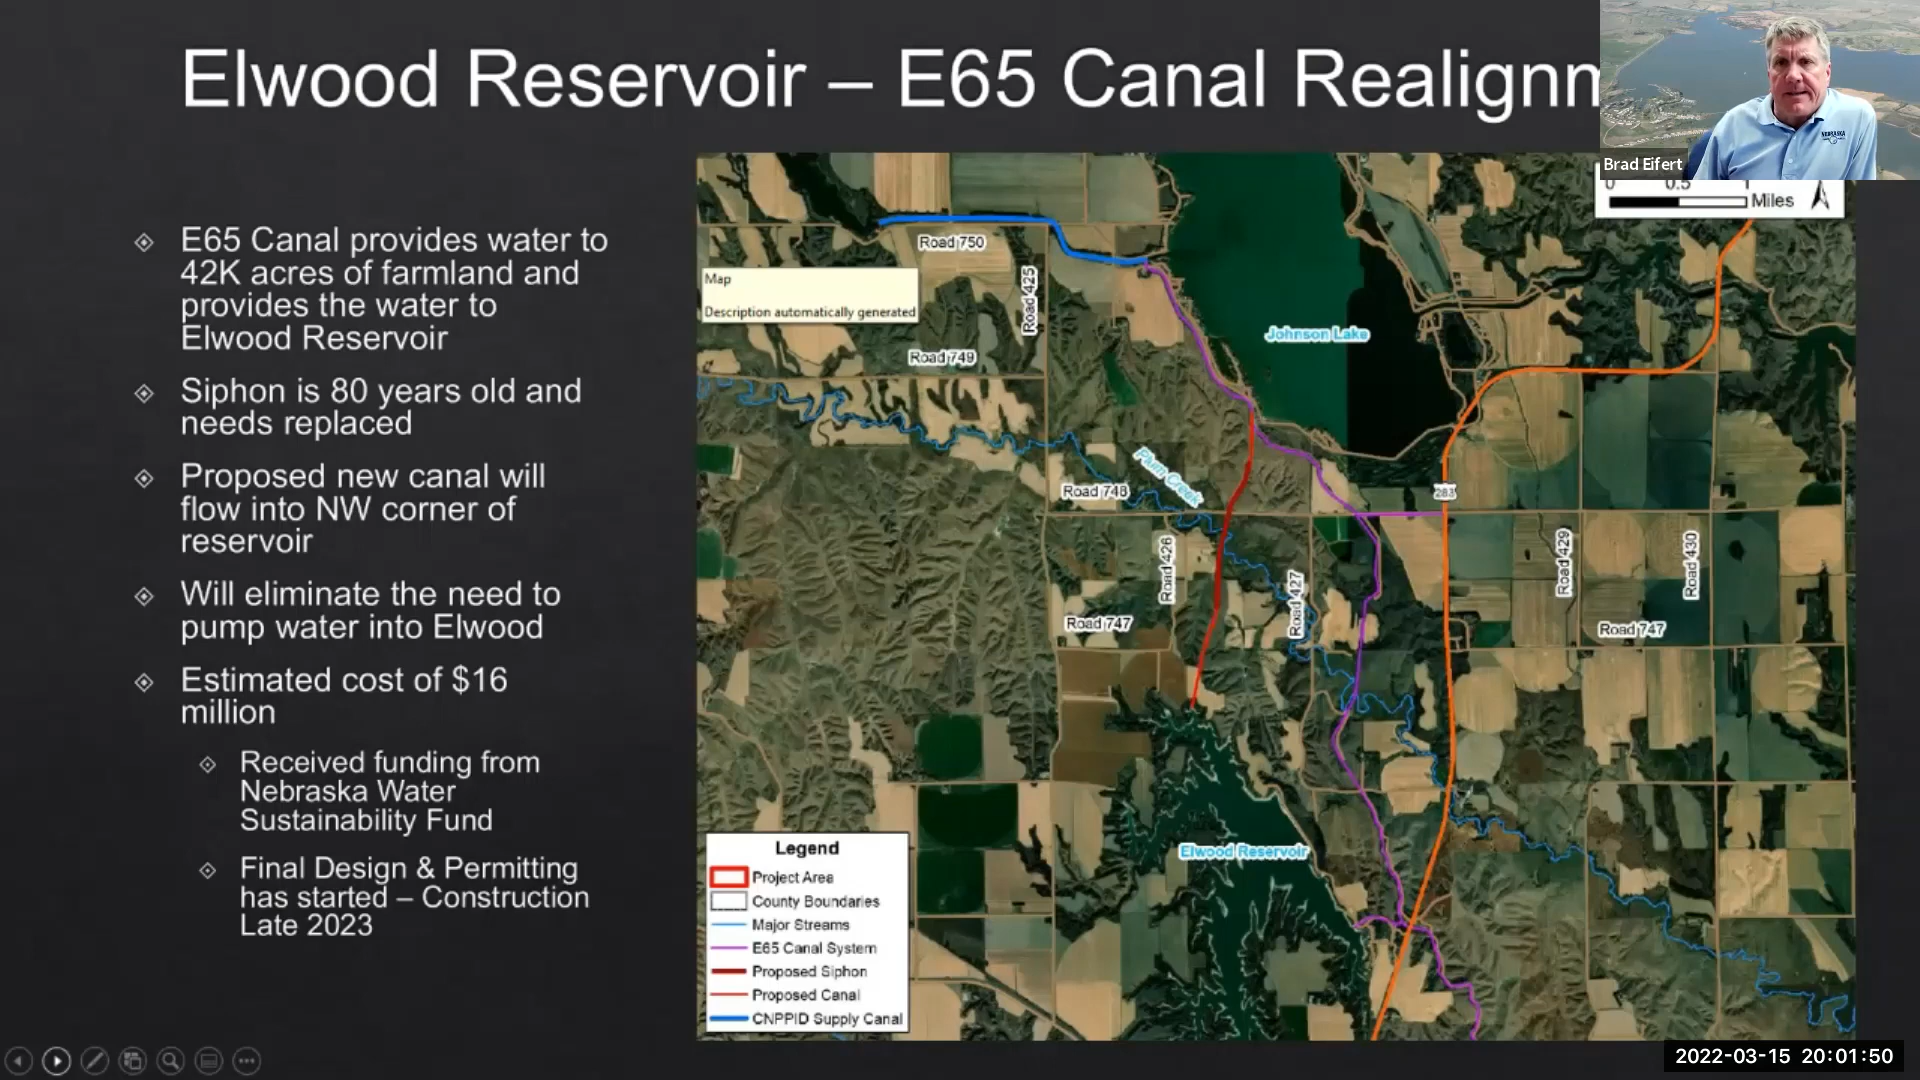 Elwood Reservoir – E65 Canal Realignm
E65 Canal provides water to
42K acres of farmland and
provides the water to
Elwood Reservoir
Siphon is 80 years old and
needs replaced
Proposed new canal will
flow into NW corner of
reservoir
Will eliminate the need to
pump water into Elwood
Estimated cost of $16
million
Received funding from
Nebraska Water
Sustainability Fund
Final Design & Permitting
has started – Construction
Late 2023
NEBRASKA
Brad Eifert
0 0.5 1
Miles
Road 750
Road 425
Map
Description automatically generated
Road 749
Johnson Lake
Plum Creek
Road 748
283
Road 426
Road 427
Road 429
Road 430
Road 747
Road 747
Elwood Reservoir
Legend
Project Area
County Boundaries
Major Streams
E65 Canal System
Proposed Siphon
Proposed Canal
CNPPID Supply Canal
2022-03-15 20:01:50